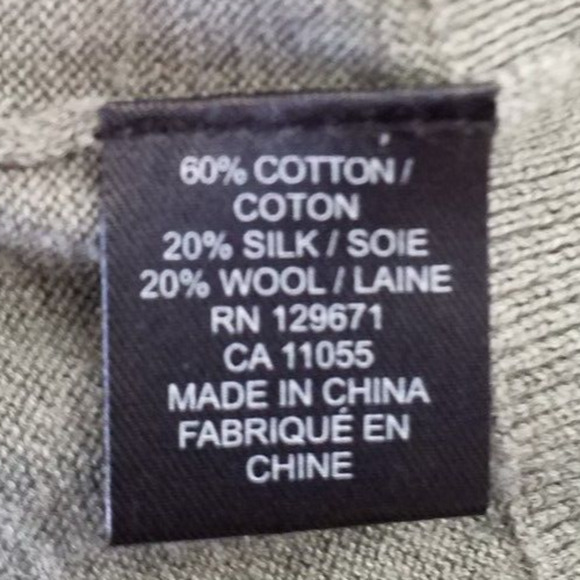 60% COTTON /
COTON
20% SILK / SOIE
20% WOOL / LAINE
RN 129671
CA 11055
MADE IN CHINA
FABRIQUÉ EN
CHINE